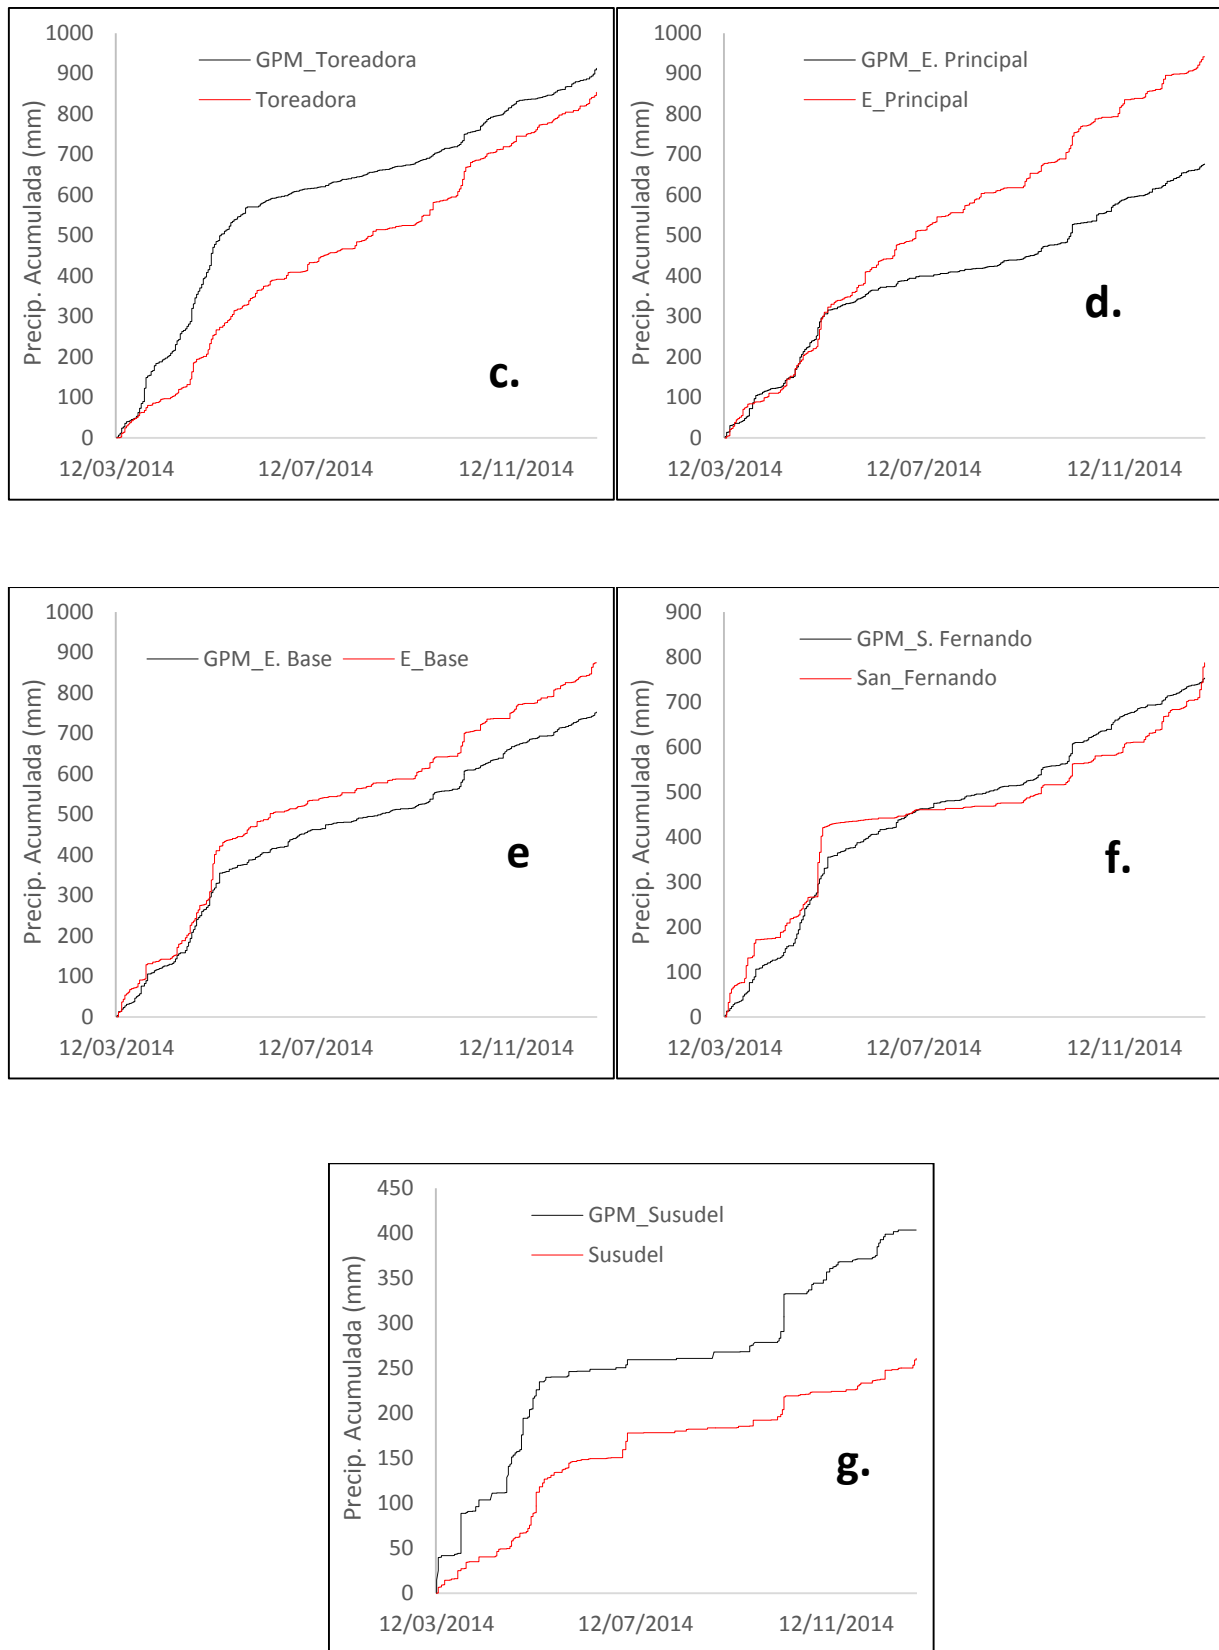 1000
900
800
700
600
500
400
300
200
100
0
Precip. Acumulada (mm)
GPM_Toreadora
Toreadora
c.
12/03/2014 12/07/2014 12/11/2014
1000
900
800
700
600
500
400
300
200
100
0
Precip. Acumulada (mm)
GPM_E. Principal
E_Principal
d.
12/03/2014 12/07/2014 12/11/2014
1000
900
800
700
600
500
400
300
200
100
0
Precip. Acumulada (mm)
GPM_E. Base E_Base
e
12/03/2014 12/07/2014 12/11/2014
900
800
700
600
500
400
300
200
100
0
Precip. Acumulada (mm)
GPM_S. Fernando
San_Fernando
f.
12/03/2014 12/07/2014 12/11/2014
450
400
350
300
250
200
150
100
50
0
Precip. Acumulada (mm)
GPM_Susudel
Susudel
g.
12/03/2014 12/07/2014 12/11/2014